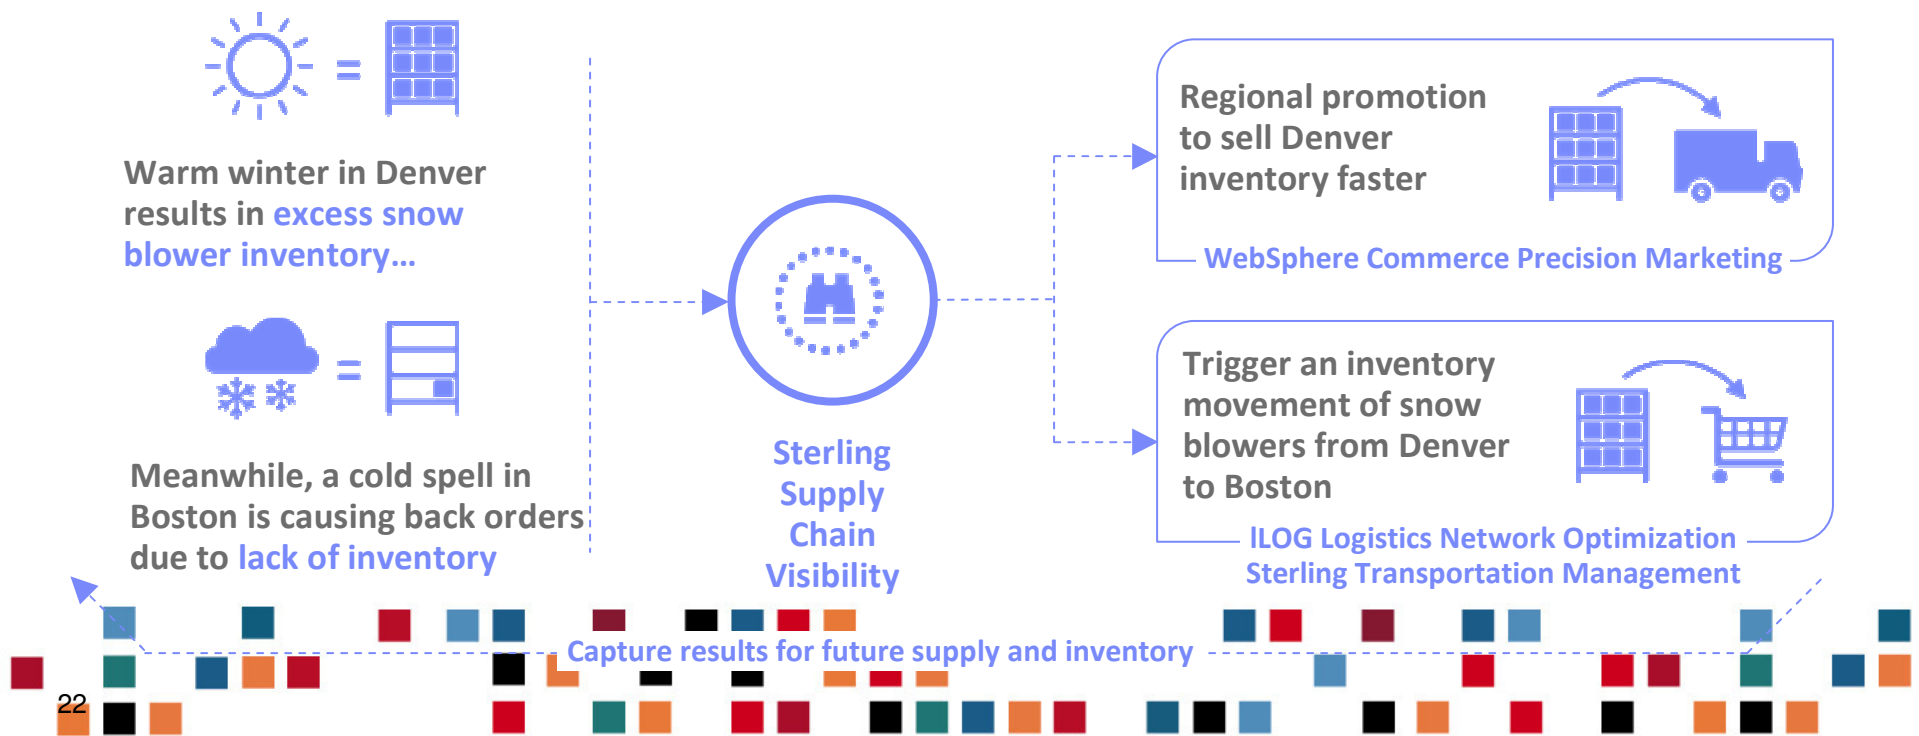 Warm winter in Denver
results in excess snow
blower inventory...
Meanwhile, a cold spell in
Boston is causing back orders
due to lack of inventory
Sterling
Supply
Chain
Visibility
Regional promotion
to sell Denver
inventory faster
WebSphere Commerce Precision Marketing
Trigger an inventory
movement of snow
blowers from Denver
to Boston
ILOG Logistics Network Optimization
Sterling Transportation Management
Capture results for future supply and inventory
22